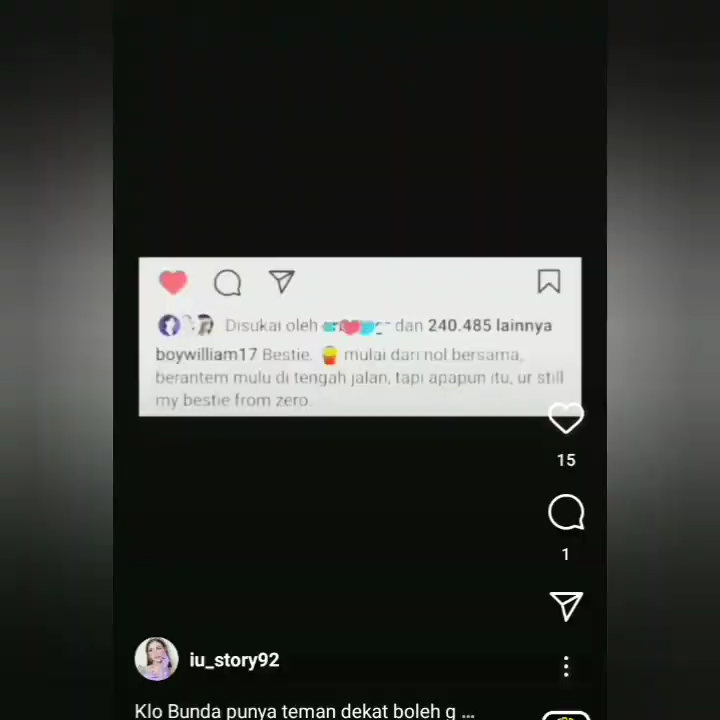 Disukai oleh dan 240.485 lainnya
boywilliam17 Bestie. 🍟 mulai dari nol bersama,
berantem mulu di tengah jalan, tapi apapun itu, ur still
my bestie from zero.
15
1
iu_story92
Klo Bunda punya teman dekat boleh g ...